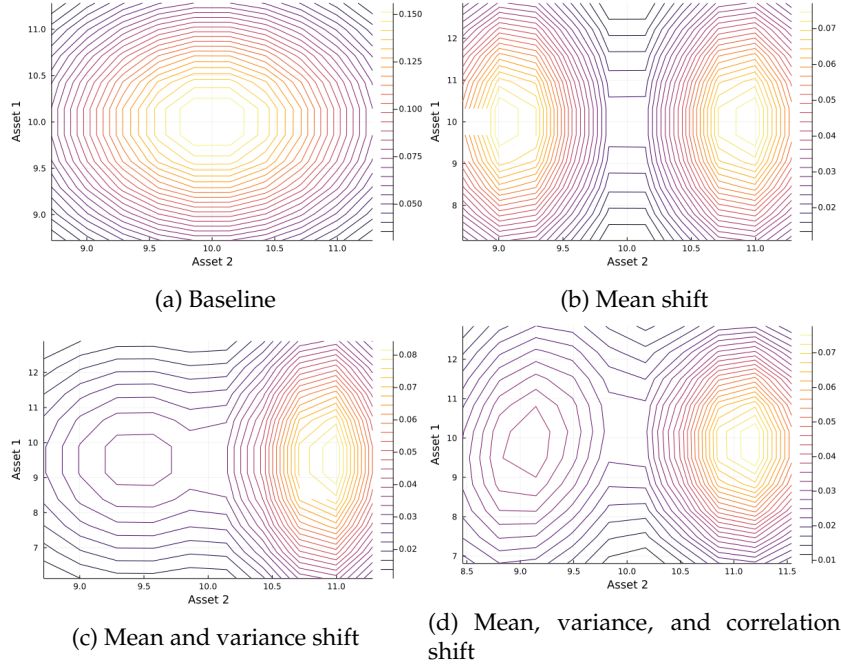 11.0
10.5
10.0
9.5
9.0
Asset 1
9.0 9.5 10.0 10.5 11.0
Asset 2
0.150
0.125
0.100
0.075
0.050
(a) Baseline
12
11
10
9
8
Asset 1
9.0 9.5 10.0 10.5 11.0
Asset 2
0.07
0.06
0.05
0.04
0.03
0.02
(b) Mean shift
12
11
10
9
8
7
Asset 1
9.0 9.5 10.0 10.5 11.0
Asset 2
0.08
0.07
0.06
0.05
0.04
0.03
0.02
(c) Mean and variance shift
12
11
10
9
8
7
Asset 1
8.5 9.0 9.5 10.0 10.5 11.0 11.5
Asset 2
0.07
0.06
0.05
0.04
0.03
0.02
0.01
(d) Mean, variance, and correlation
shift